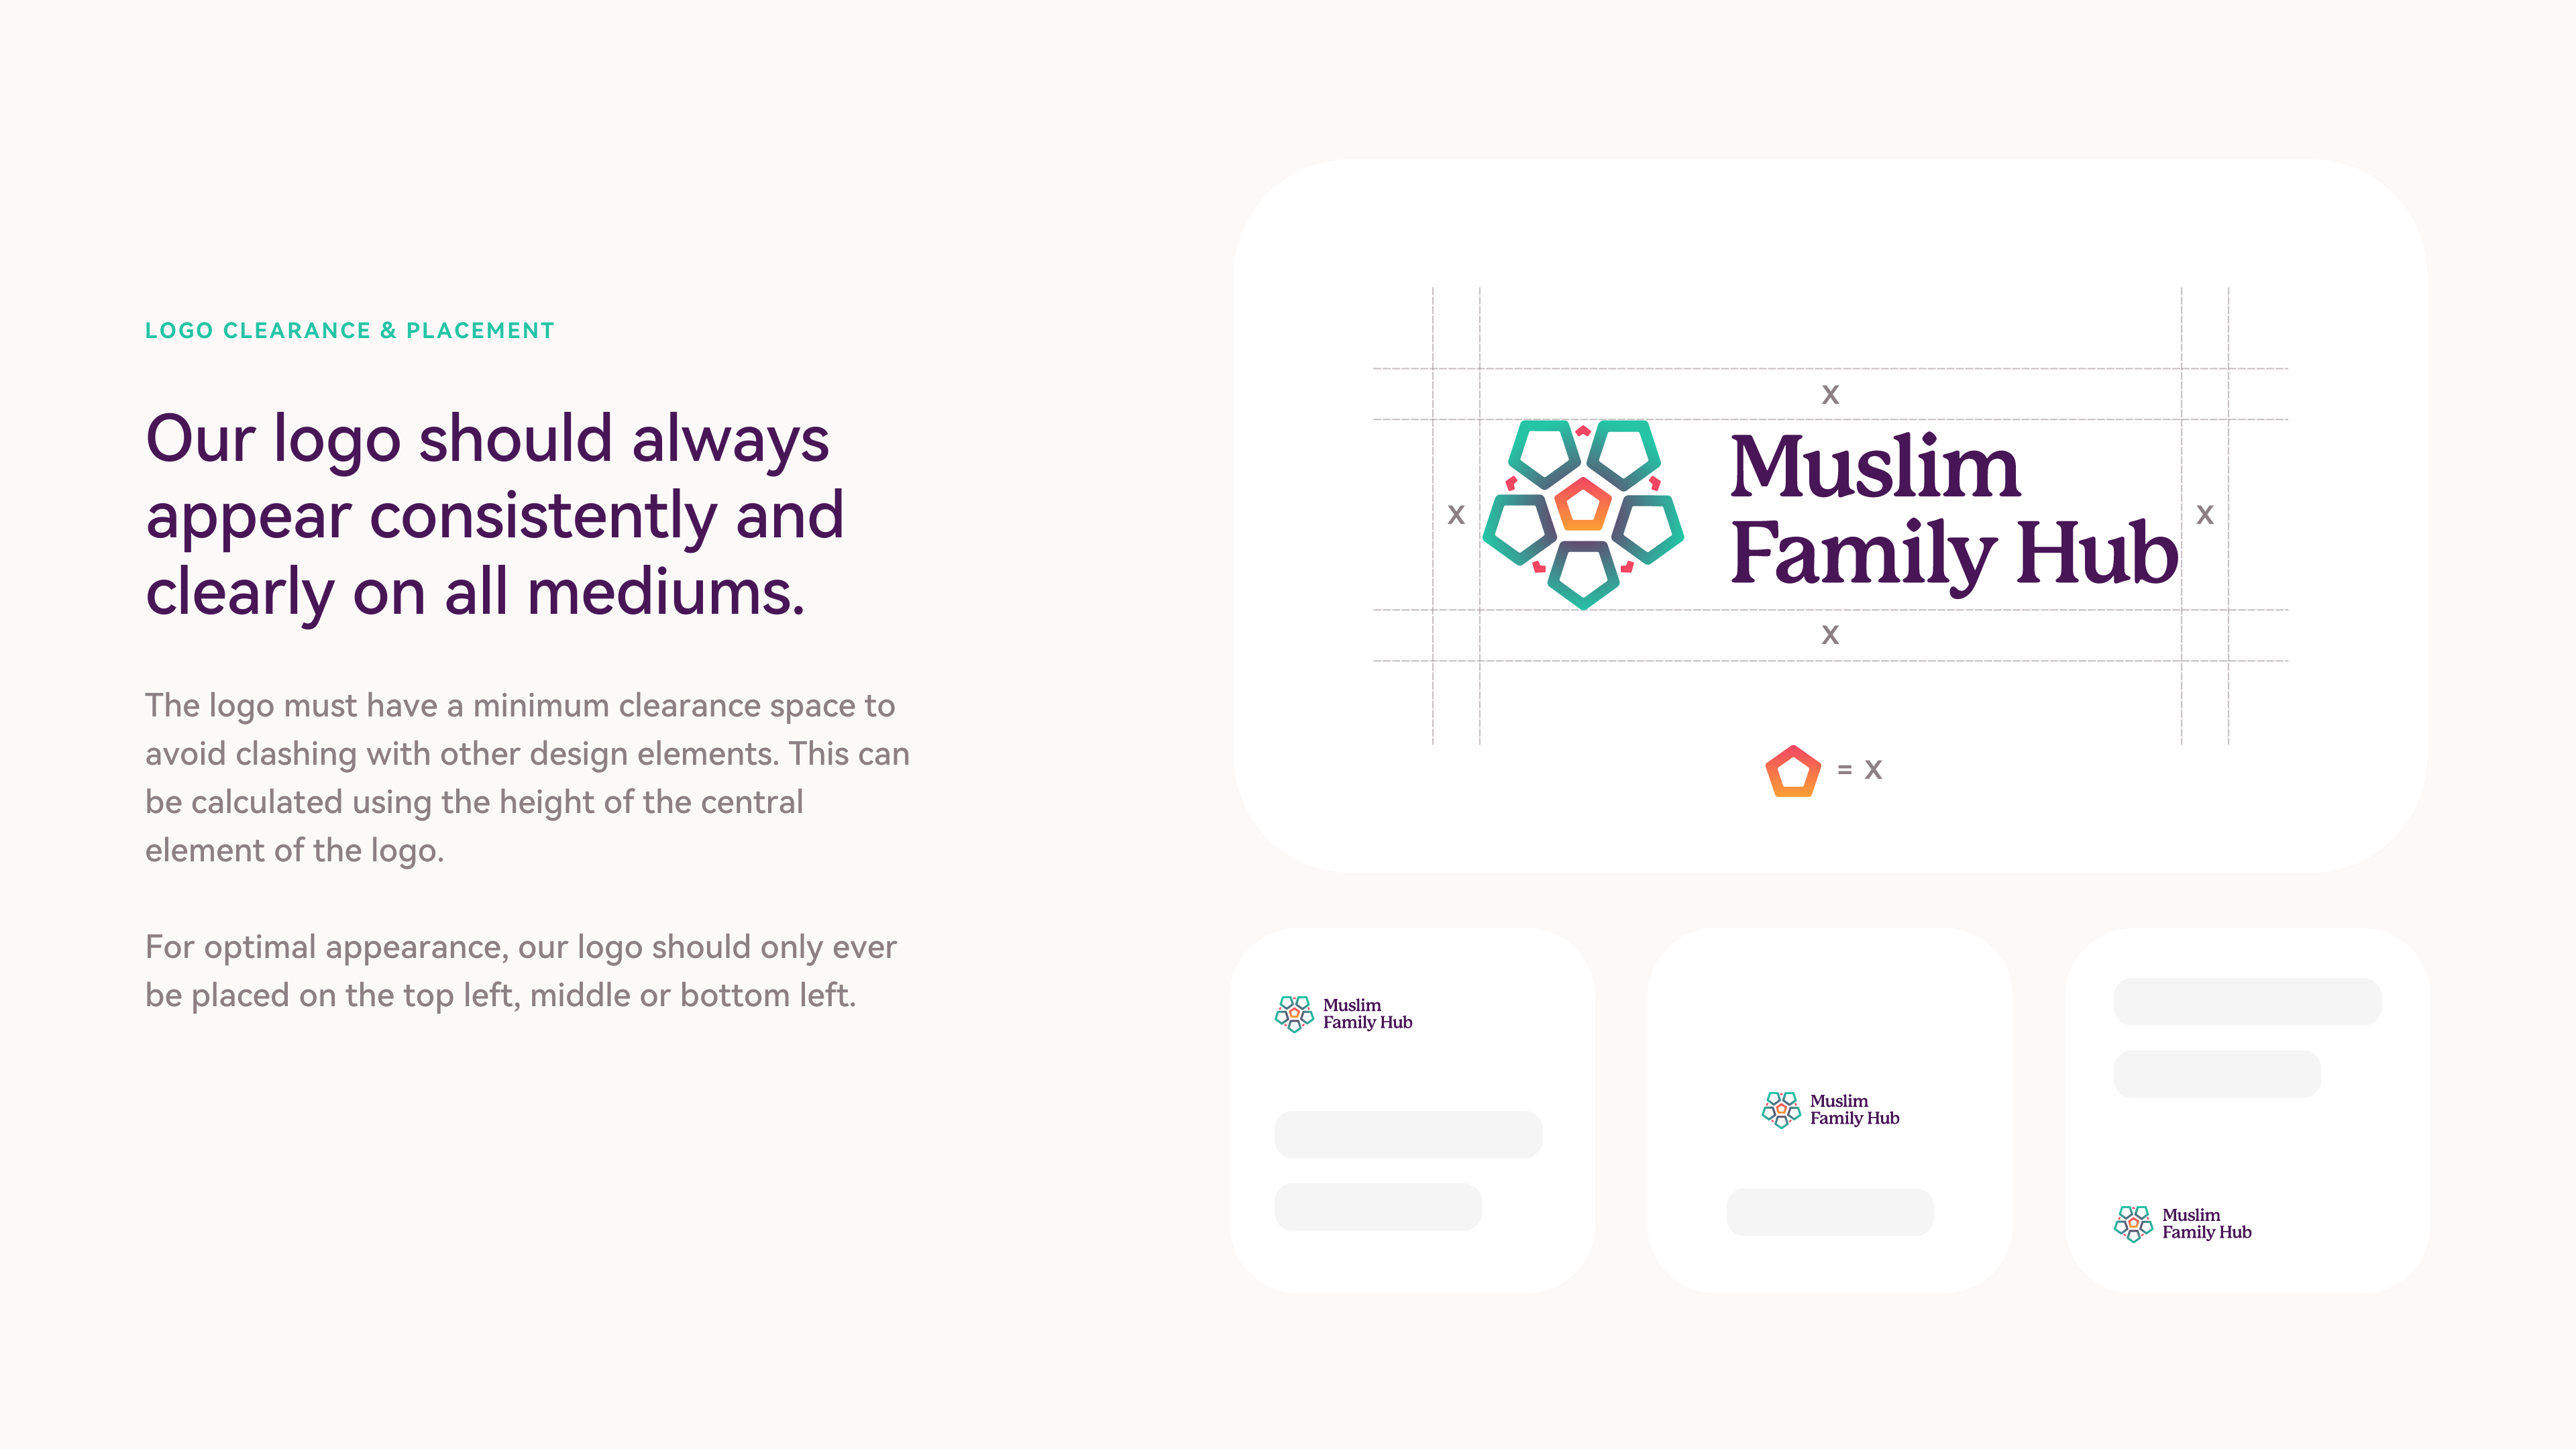 LOGO CLEARANCE & PLACEMENT
Our logo should always
appear consistently and
clearly on all mediums.
The logo must have a minimum clearance space to
avoid clashing with other design elements. This can
be calculated using the height of the central
element of the logo.
For optimal appearance, our logo should only ever
be placed on the top left, middle or bottom left.
X
Muslim
X
X
Family Hub
X
= X
Muslim
Family Hub
Muslim
Family Hub
Muslim
Family Hub